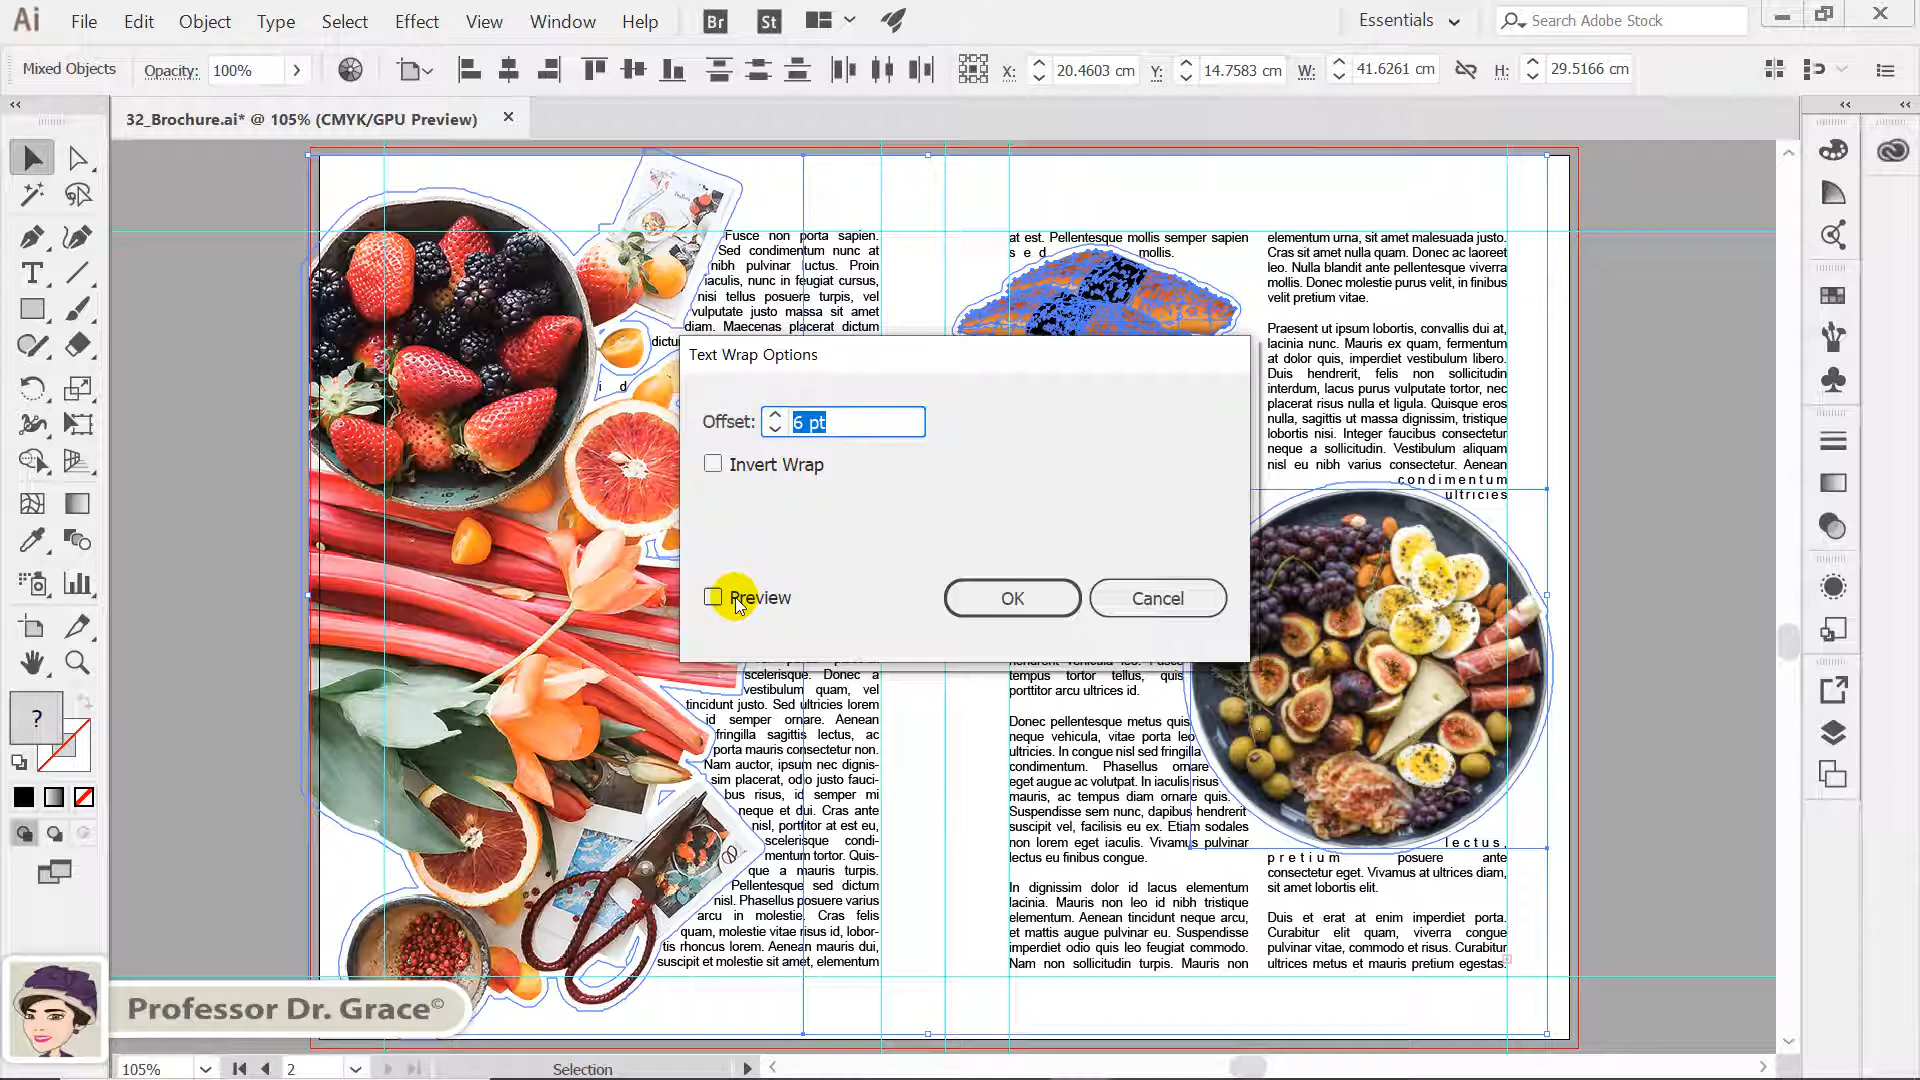 Ai File Edit Object Type Select Effect View Window Help Br St Essentials Search Adobe Stock
Mixed Objects Opacity: 100% X: 20.4603 cm Y: 14.7583 cm W: 41.6261 cm H: 29.5166 cm
32_Brochure.ai* @ 105% (CMYK/GPU Preview)
Fusce non porta sapien.
Sed condimentum nunc at
nibh pulvinar luctus. Proin
iaculis, nunc in feugiat cursus,
nisi tellus posuere turpis, vel
vulputate justo massa sit amet
diam. Maecenas placerat dictum
dictu
i d
scelerisque. Donec a
vestibulum quam, vel
tincidunt justo. Sed ultricies lorem
id semper ornare. Aenean
fringilla sagittis lectus, ac
porta mauris consectetur non.
Nam auctor, ipsum nec dignis-
sim placerat, odio justo fauci-
bus risus, id semper mi
neque et dui. Cras ante
nisl, porttitor at est eu,
scelerisque condi-
mentum tortor. Quis-
que a mauris turpis.
Pellentesque sed dictum
nisl. Phasellus posuere varius
arcu in molestie. Cras felis
quam, molestie vitae risus id, lobor-
tis rhoncus lorem. Aenean mauris dui,
suscipit et molestie sit amet, elementum
at est. Pellentesque mollis semper sapien
sed mollis.
Text Wrap Options
Offset: 6 pt
Invert Wrap
Preview OK Cancel
hendrerit vehicula leo. Fusce
tempus tortor tellus, quis
porttitor arcu ultrices id.
Donec pellentesque metus quis
neque vehicula, vitae porta leo
ultricies. In congue nisl sed fringilla
condimentum. Phasellus ornare
eget augue ac volutpat. In iaculis risus
mauris, ac tempus diam ornare quis.
Suspendisse sem nunc, dapibus hendrerit
suscipit vel, facilisis eu ex. Etiam sodales
non lorem eget iaculis. Vivamus pulvinar
lectus eu finibus congue.
In dignissim dolor id lacus elementum
lacinia. Mauris non leo id nibh tristique
elementum. Aenean tincidunt neque arcu,
et mattis augue pulvinar eu. Suspendisse
imperdiet odio quis leo feugiat commodo.
Nam non sollicitudin turpis. Mauris non
elementum urna, sit amet malesuada justo.
Cras sit amet nulla quam. Donec ac laoreet
leo. Nulla blandit ante pellentesque viverra
mollis. Donec molestie purus velit, in finibus
velit pretium vitae.
Praesent ut ipsum lobortis, convallis dui at,
lacinia nunc. Mauris ex quam, fermentum
at dolor quis, imperdiet vestibulum libero.
Duis hendrerit, felis non sollicitudin
interdum, lacus purus vulputate tortor, nec
placerat risus nulla et ligula. Quisque eros
nulla, sagittis ut massa dignissim, tristique
lobortis nisi. Integer faucibus consectetur
neque a sollicitudin. Vestibulum aliquam
nisl eu nibh varius consectetur. Aenean
condimentum
ultricies
lectus,
pretium posuere ante
consectetur eget. Vivamus at ultrices diam,
sit amet lobortis elit.
Duis et erat at enim imperdiet porta.
Curabitur elit quam, viverra congue
pulvinar vitae, commodo et risus. Curabitur
ultrices metus et mauris pretium egestas.
?
Professor Dr. Grace©
105% 2 Selection